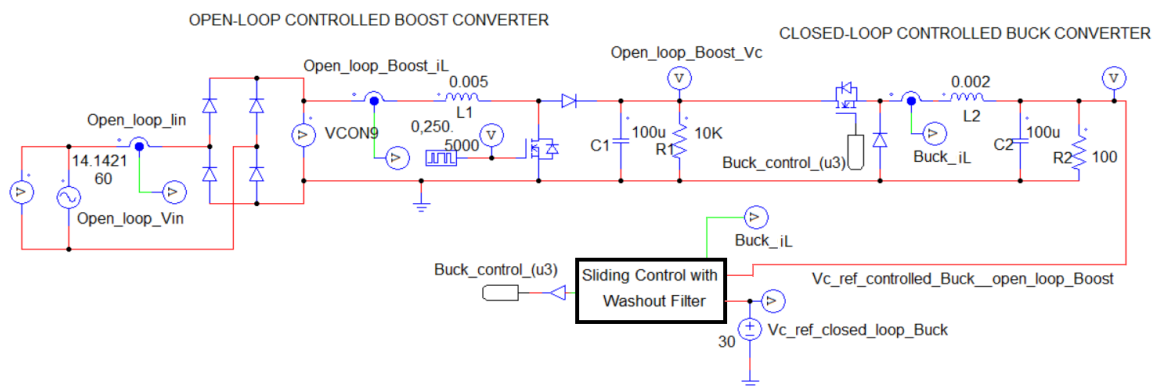 OPEN-LOOP CONTROLLED BOOST CONVERTER
CLOSED-LOOP CONTROLLED BUCK CONVERTER
Open_loop_Boost_Vc
V
V
Open_loop_Boost_iL
0.005
L1
0.002
L2
Open_loop_Iin
VCON9
0,250.
5000
V
100u
C1
10K
R1
Buck_control_(u3)
Buck_iL
100u
C2
R2
100
14.1421
60
Open_loop_Vin
Buck_iL
Buck_control_(u3)
Sliding Control with
Washout Filter
Vc_ref_controlled_Buck__open_loop_Boost
Vc_ref_closed_loop_Buck
30